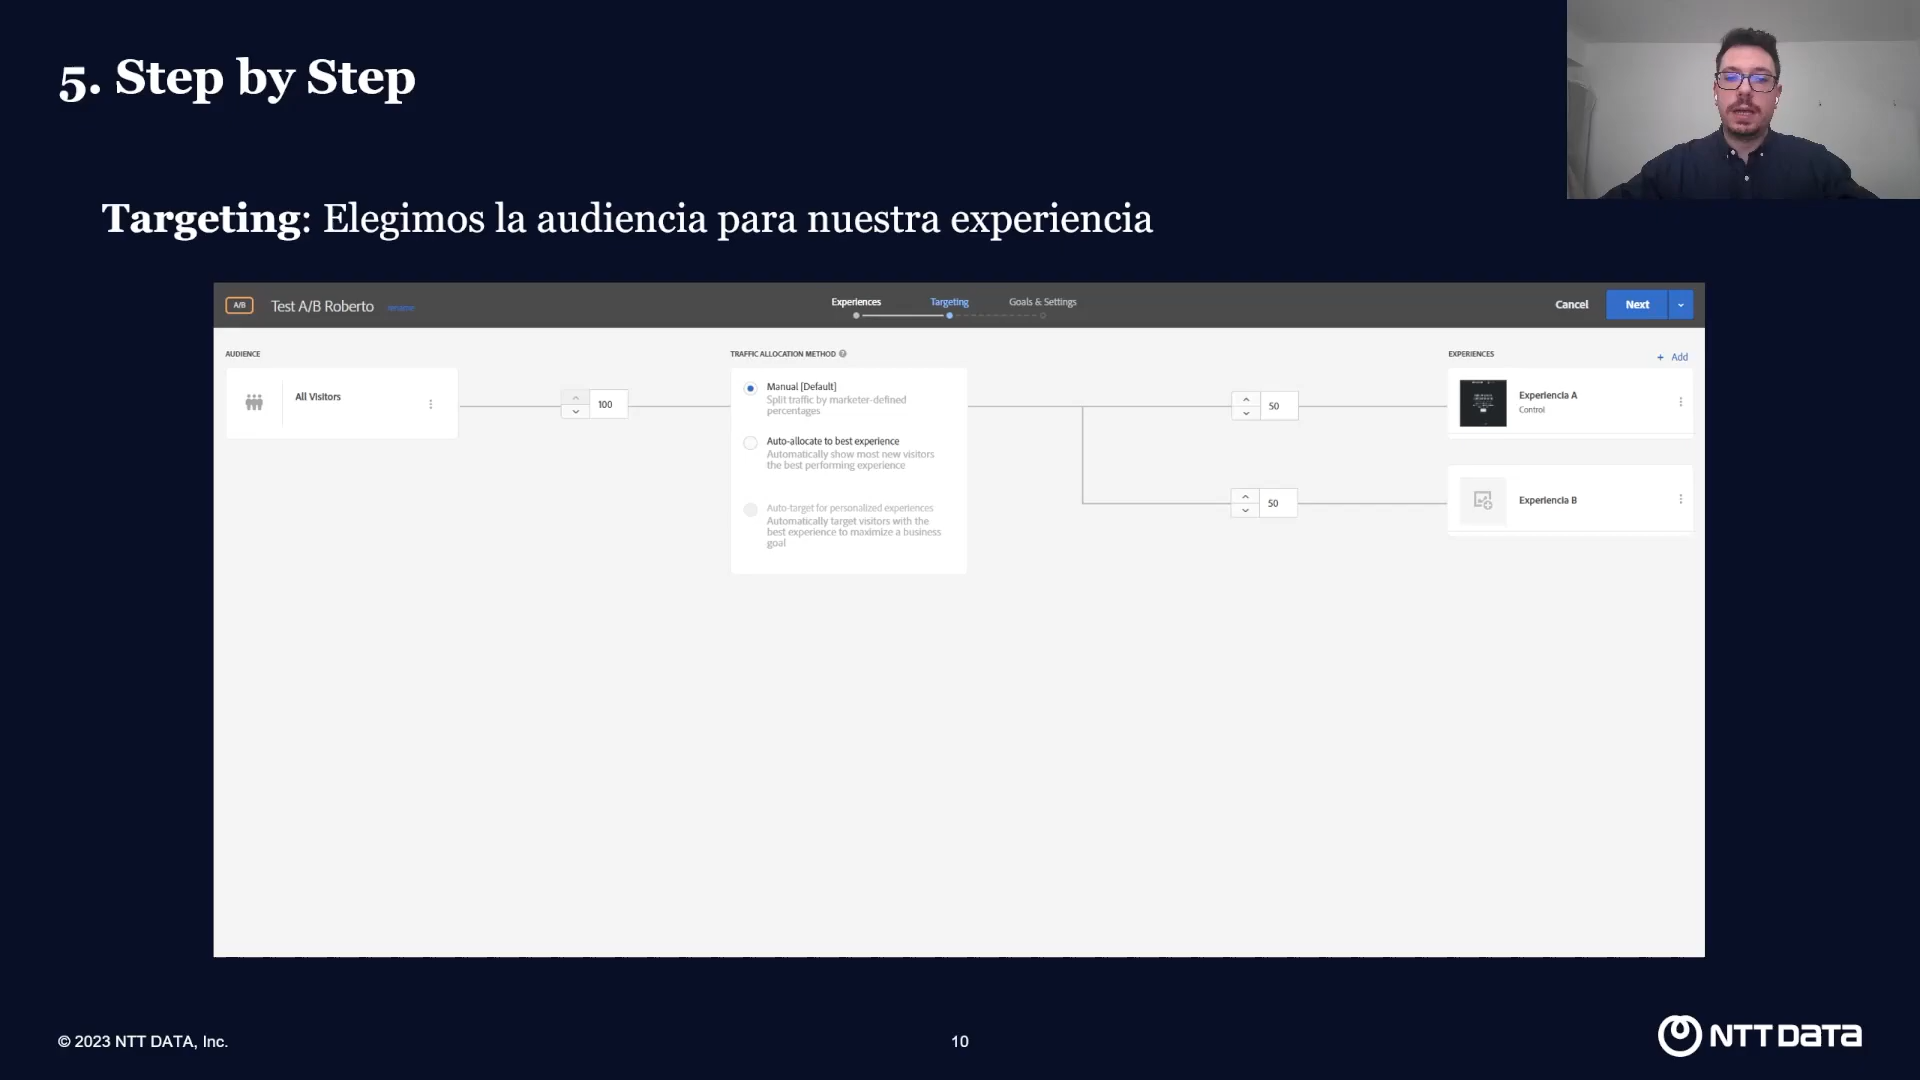 5. Step by Step
Targeting: Elegimos la audiencia para nuestra experiencia
A/B
Test A/B Roberto
rename
Experiences
Targeting
Goals & Settings
Cancel
Next
AUDIENCE
TRAFFIC ALLOCATION METHOD
EXPERIENCES
+ Add
All Visitors
100
Manual [Default]
Split traffic by marketer-defined
percentages
Auto-allocate to best experience
Automatically show most new visitors
the best performing experience
Auto-target for personalized experiences
Automatically target visitors with the
best experience to maximize a business
goal
50
Experiencia A
Control
50
Experiencia B
© 2023 NTT DATA, Inc.
10
NTT DATA